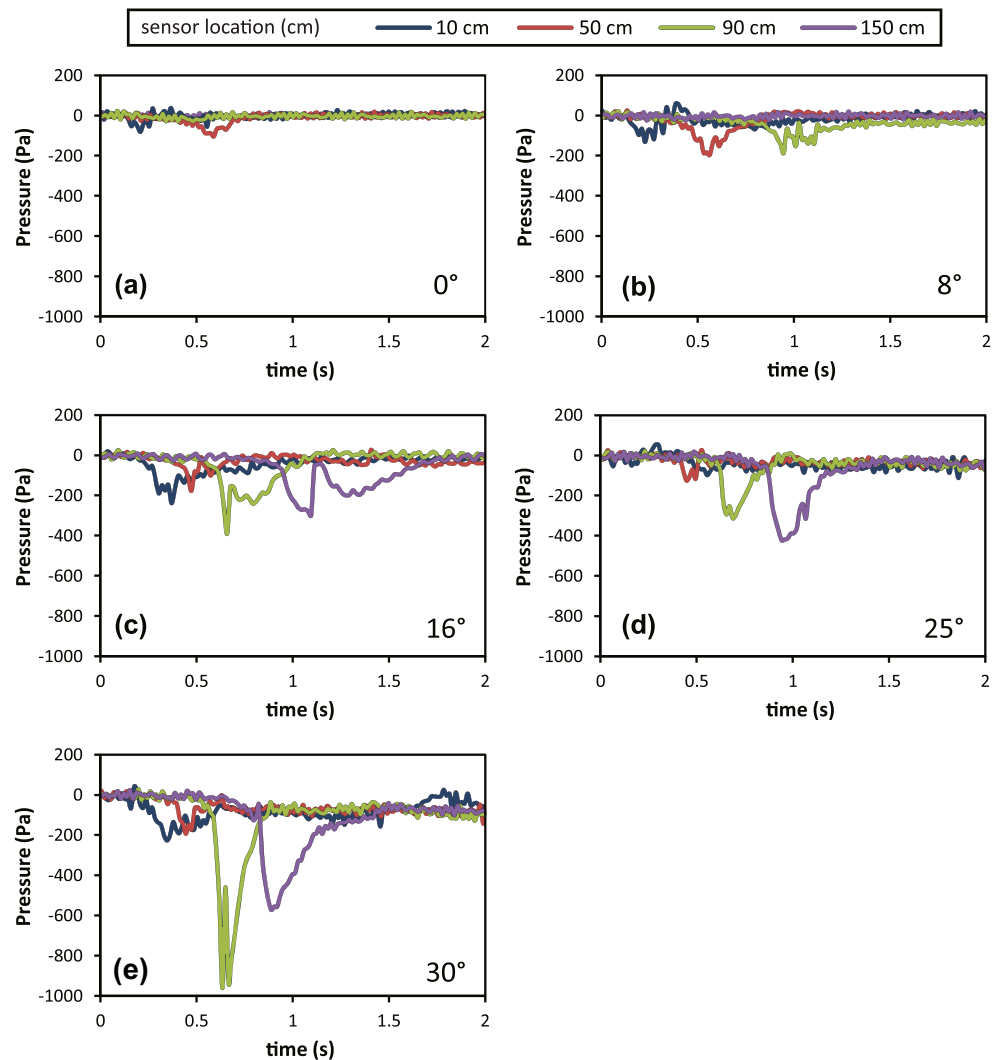 sensor location (cm) 10 cm 50 cm 90 cm 150 cm
200 200
0 0
-200 -200
-400 -400
-600 -600
-800 -800
-1000 -1000
Pressure (Pa) Pressure (Pa)
(a) 0° (b) 8°
0 0.5 1 1.5 2 0 0.5 1 1.5 2
time (s) time (s)
200 200
0 0
-200 -200
-400 -400
-600 -600
-800 -800
-1000 -1000
Pressure (Pa) Pressure (Pa)
(c) 16° (d) 25°
0 0.5 1 1.5 2 0 0.5 1 1.5 2
time (s) time (s)
200
0
-200
-400
-600
-800
-1000
Pressure (Pa)
(e) 30°
0 0.5 1 1.5 2
time (s)